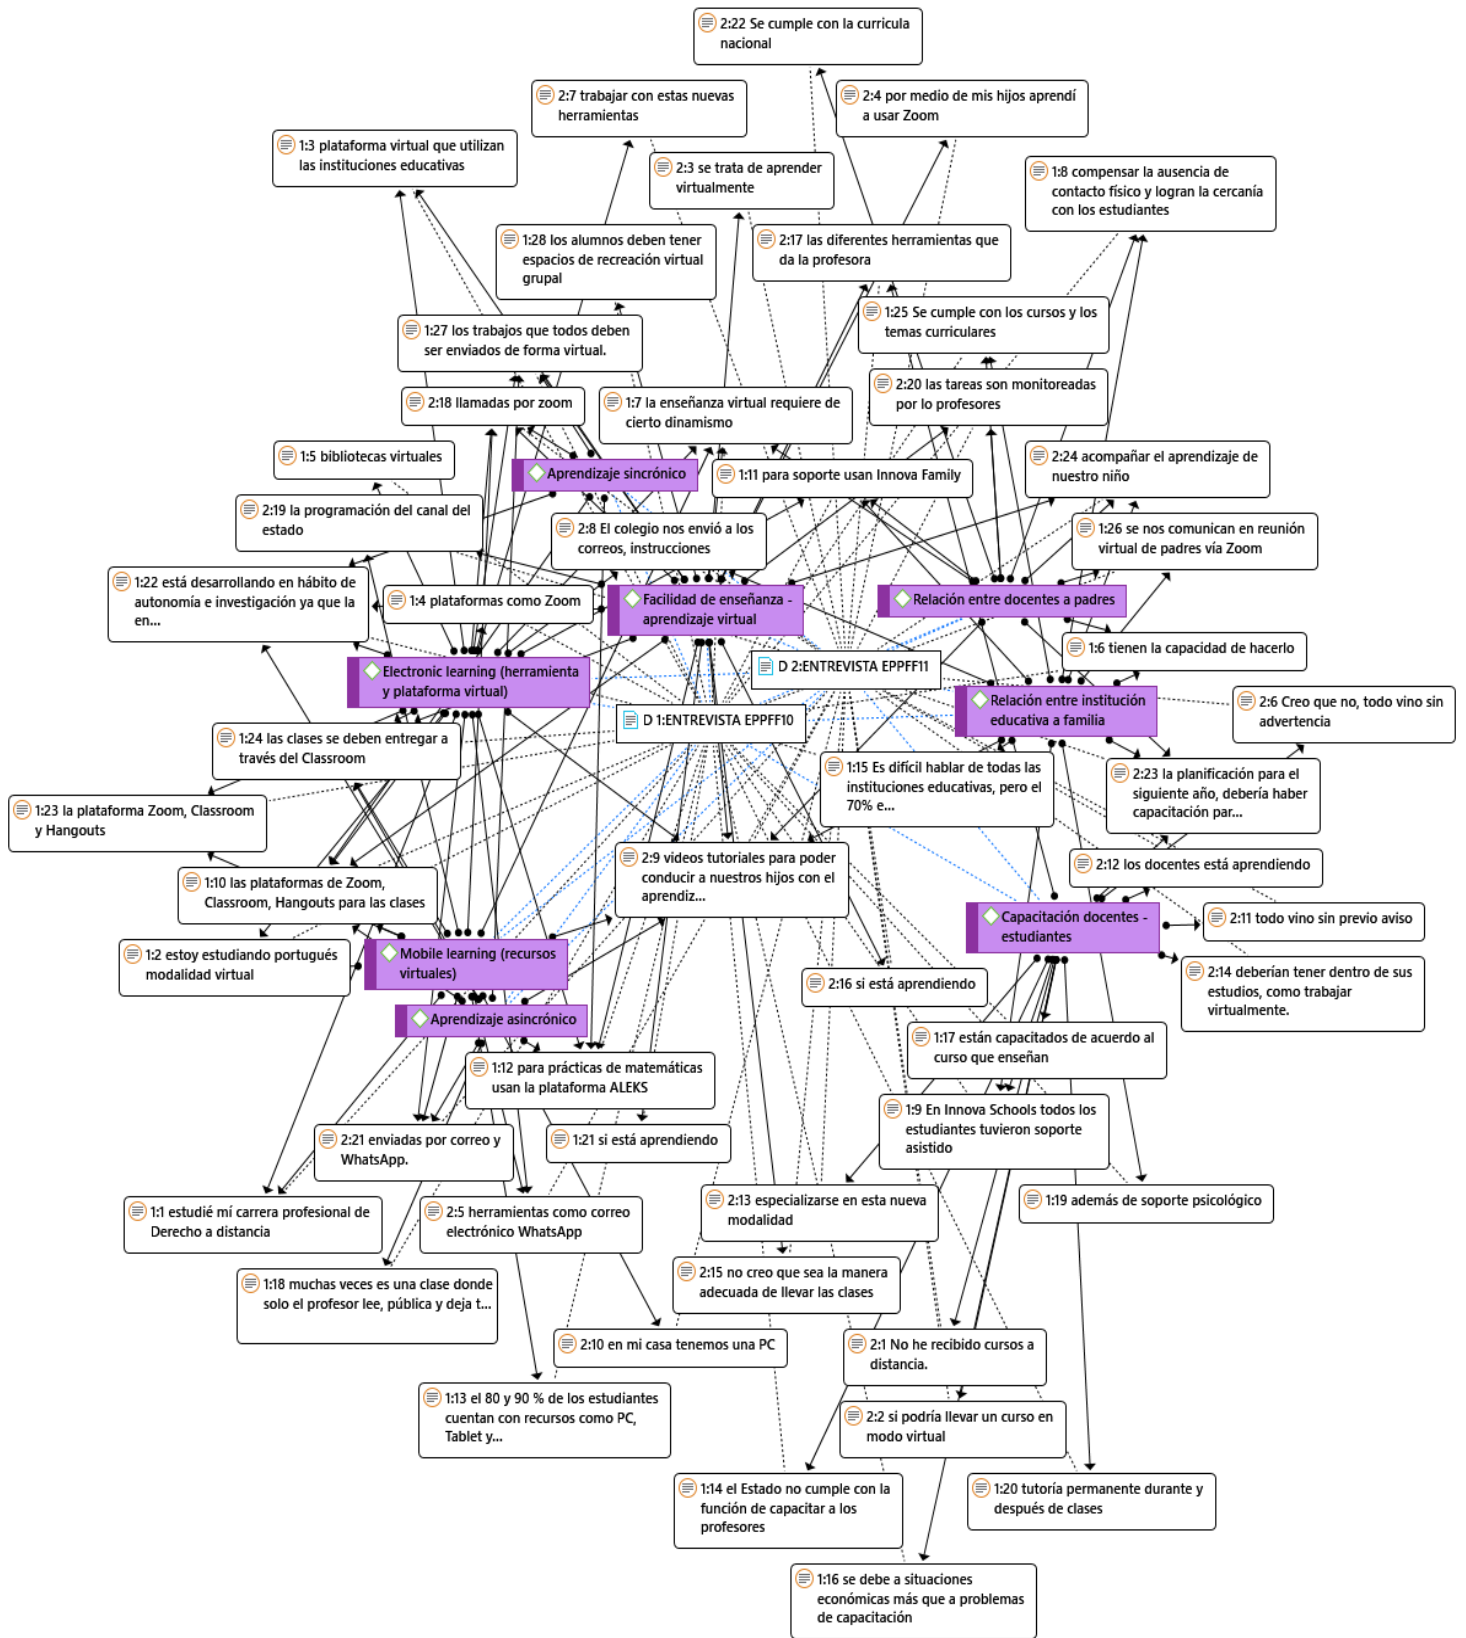 2:22 Se cumple con la curricula
nacional
2:7 trabajar con estas nuevas
herramientas
2:4 por medio de mis hijos aprendí
a usar Zoom
1:3 plataforma virtual que utilizan
las instituciones educativas
2:3 se trata de aprender
virtualmente
1:8 compensar la ausencia de
contacto físico y logran la cercanía
con los estudiantes
1:28 los alumnos deben tener
espacios de recreación virtual
grupal
2:17 las diferentes herramientas que
da la profesora
1:25 Se cumple con los cursos y los
temas curriculares
1:27 los trabajos que todos deben
ser enviados de forma virtual.
2:20 las tareas son monitoreadas
por lo profesores
2:18 llamadas por zoom
1:7 la enseñanza virtual requiere de
cierto dinamismo
1:5 bibliotecas virtuales
Aprendizaje sincrónico
1:11 para soporte usan Innova Family
2:24 acompañar el aprendizaje de
nuestro niño
2:19 la programación del canal del
estado
2:8 El colegio nos envió a los
correos, instrucciones
1:26 se nos comunican en reunión
virtual de padres vía Zoom
1:22 está desarrollando en hábito de
autonomía e investigación ya que la
en...
1:4 plataformas como Zoom
Facilidad de enseñanza -
aprendizaje virtual
Relación entre docentes a padres
1:6 tienen la capacidad de hacerlo
Electronic learning (herramienta
y plataforma virtual)
D 2:ENTREVISTA EPPFF11
Relación entre institución
educativa a familia
2:6 Creo que no, todo vino sin
advertencia
D 1:ENTREVISTA EPPFF10
1:24 las clases se deben entregar a
través del Classroom
1:15 Es difícil hablar de todas las
instituciones educativas, pero el
70% e...
2:23 la planificación para el
siguiente año, debería haber
capacitación par...
1:23 la plataforma Zoom, Classroom
y Hangouts
2:9 videos tutoriales para poder
conducir a nuestros hijos con el
aprendiz...
2:12 los docentes está aprendiendo
1:10 las plataformas de Zoom,
Classroom, Hangouts para las clases
Capacitación docentes -
estudiantes
2:11 todo vino sin previo aviso
1:2 estoy estudiando portugués
modalidad virtual
Mobile learning (recursos
virtuales)
2:16 si está aprendiendo
2:14 deberían tener dentro de sus
estudios, como trabajar
virtualmente.
Aprendizaje asincrónico
1:17 están capacitados de acuerdo al
curso que enseñan
1:12 para prácticas de matemáticas
usan la plataforma ALEKS
1:9 En Innova Schools todos los
estudiantes tuvieron soporte
asistido
2:21 enviadas por correo y
WhatsApp.
1:21 si está aprendiendo
1:1 estudié mí carrera profesional de
Derecho a distancia
2:5 herramientas como correo
electrónico WhatsApp
2:13 especializarse en esta nueva
modalidad
1:19 además de soporte psicológico
1:18 muchas veces es una clase donde
solo el profesor lee, pública y deja t...
2:15 no creo que sea la manera
adecuada de llevar las clases
2:10 en mi casa tenemos una PC
2:1 No he recibido cursos a
distancia.
1:13 el 80 y 90 % de los estudiantes
cuentan con recursos como PC,
Tablet y...
2:2 si podría llevar un curso en
modo virtual
1:14 el Estado no cumple con la
función de capacitar a los
profesores
1:20 tutoría permanente durante y
después de clases
1:16 se debe a situaciones
económicas más que a problemas
de capacitación